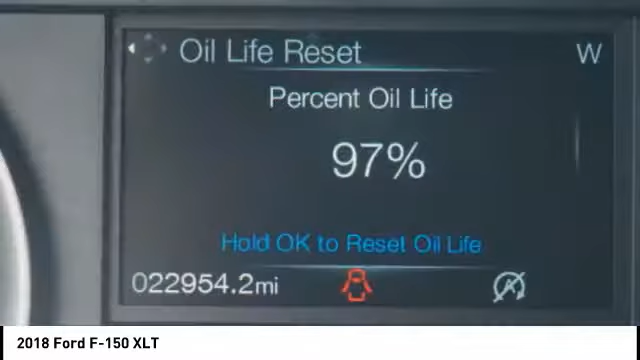 Oil Life Reset W
Percent Oil Life
97%
Hold OK to Reset Oil Life
022954.2mi
2018 Ford F-150 XLT